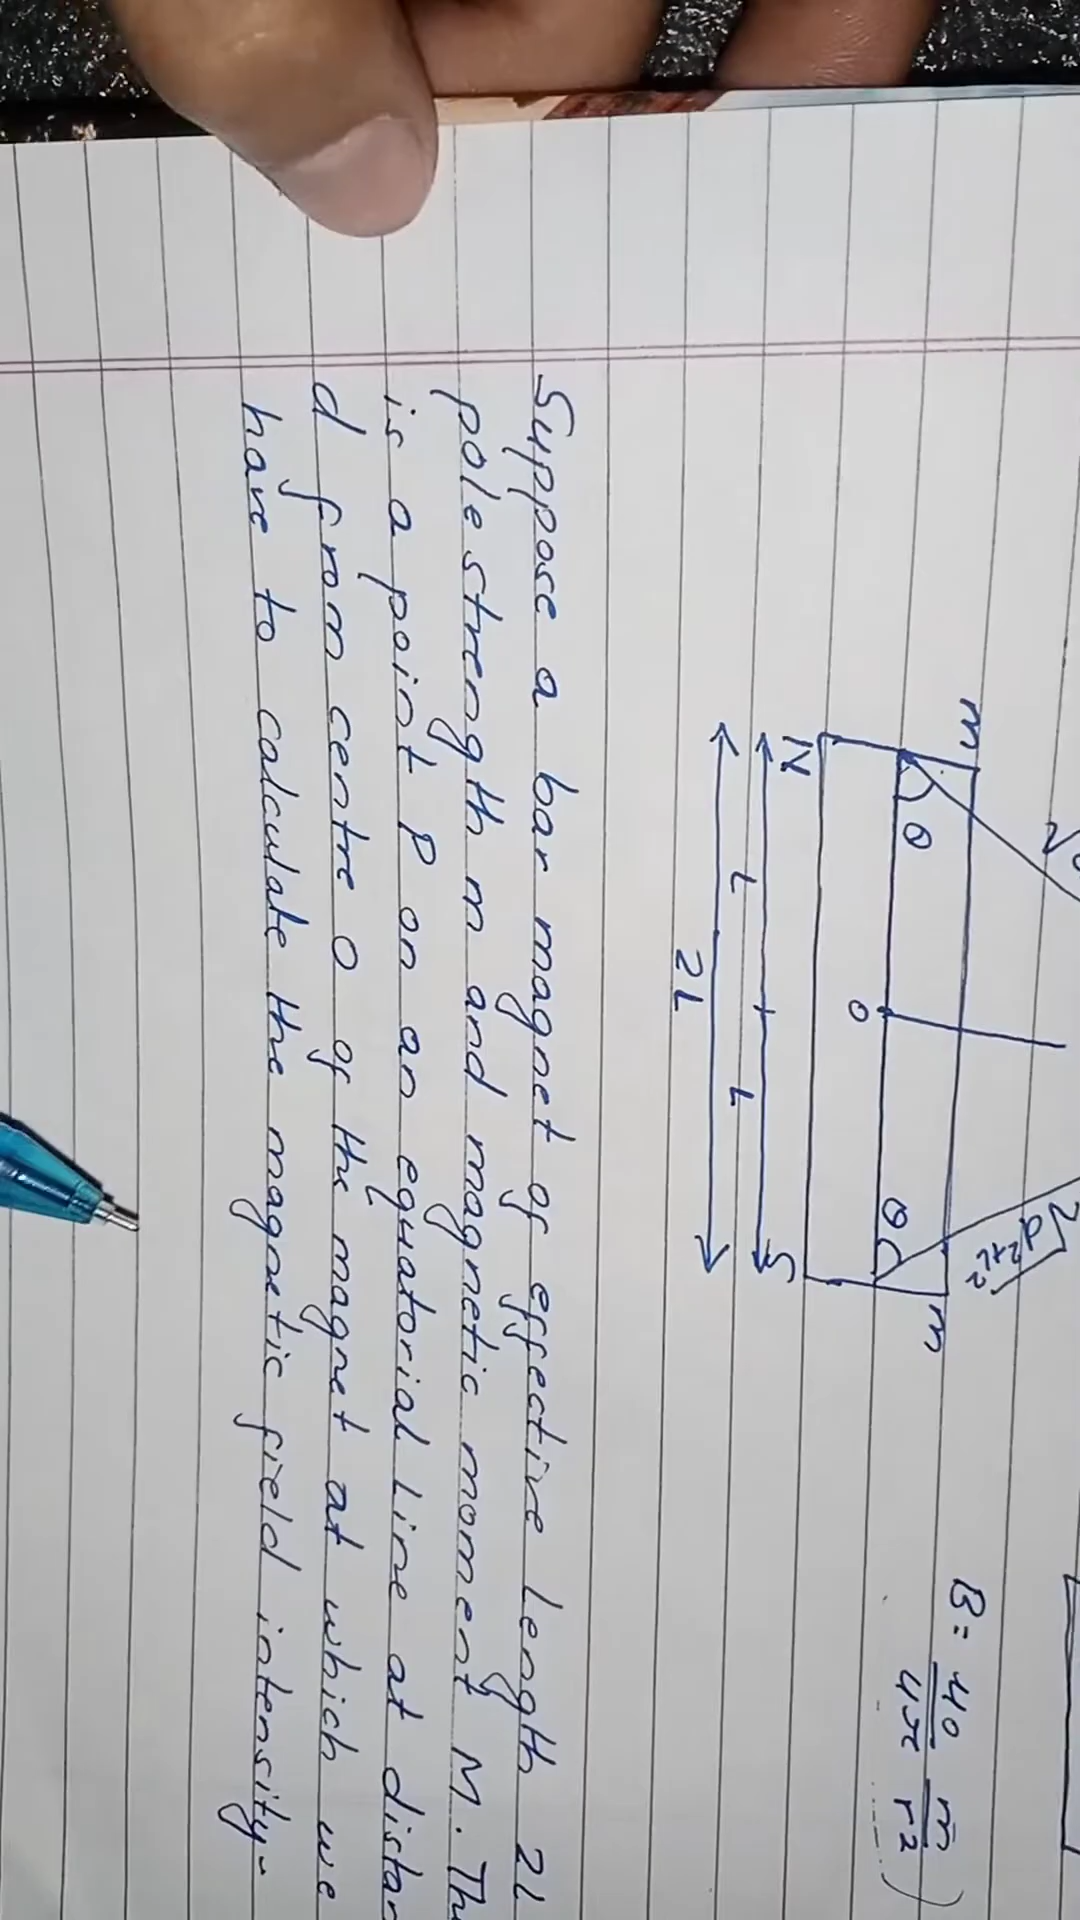 m
θ
N
L
O
L
2L
θ
S
m
√d²+L²
B = μ0 m
4π r2 )
Suppose a bar magnet of effective Length 2L
pole strength m and magnetic moment M. Th
is a point P on an equatorial Line at distan
d from centre O of the magnet at which we
have to calculate the magnetic field intensity-